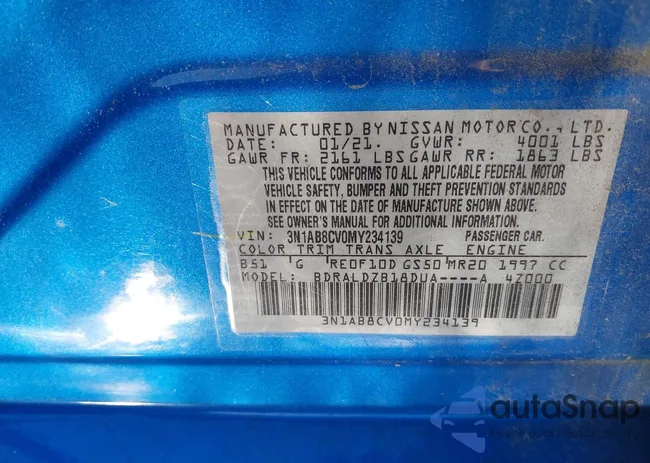 MANUFACTURED BY NISSAN MOTOR CO., LTD.
DATE: 01/21. GVWR: 4001 LBS
GAWR FR: 2161 LBS GAWR RR: 1863 LBS
THIS VEHICLE CONFORMS TO ALL APPLICABLE FEDERAL MOTOR
VEHICLE SAFETY, BUMPER AND THEFT PREVENTION STANDARDS
IN EFFECT ON THE DATE OF MANUFACTURE SHOWN ABOVE.
SEE OWNER'S MANUAL FOR ADDITIONAL INFORMATION.
VIN: 3N1AB8CV0MY234139 PASSENGER CAR.
COLOR TRIM TRANS AXLE ENGINE
B51 G RE0F10D GS50 MR20 1997 CC
MODEL: BDRALDZB18DUA----A 4Z000
3N1AB8CV0MY234139
autoSnap